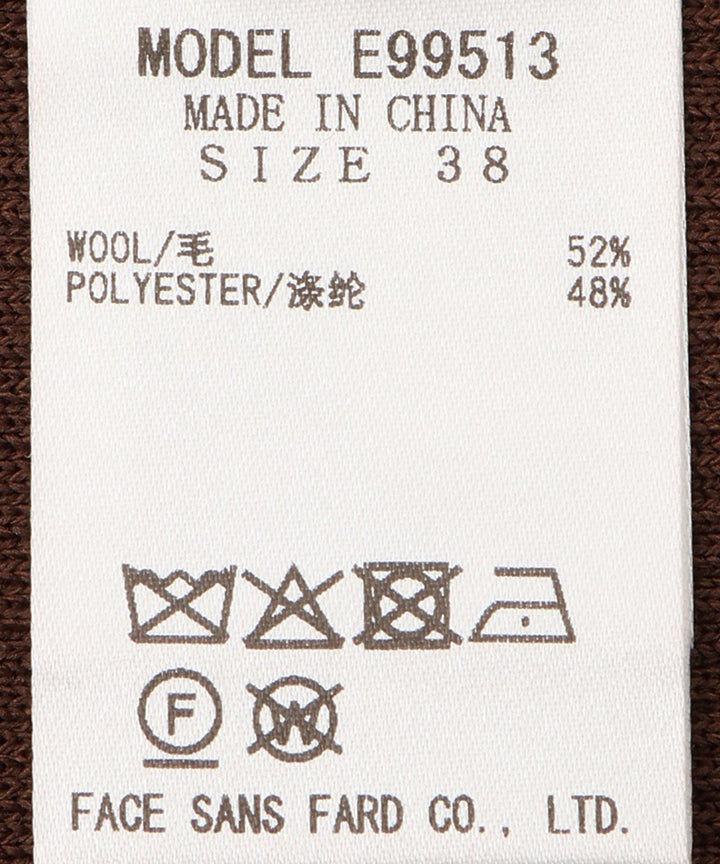 MODEL E99513
MADE IN CHINA
SIZE 38
WOOL/毛 52%
POLYESTER/涤纶 48%
F W
FACE SANS FARD CO., LTD.